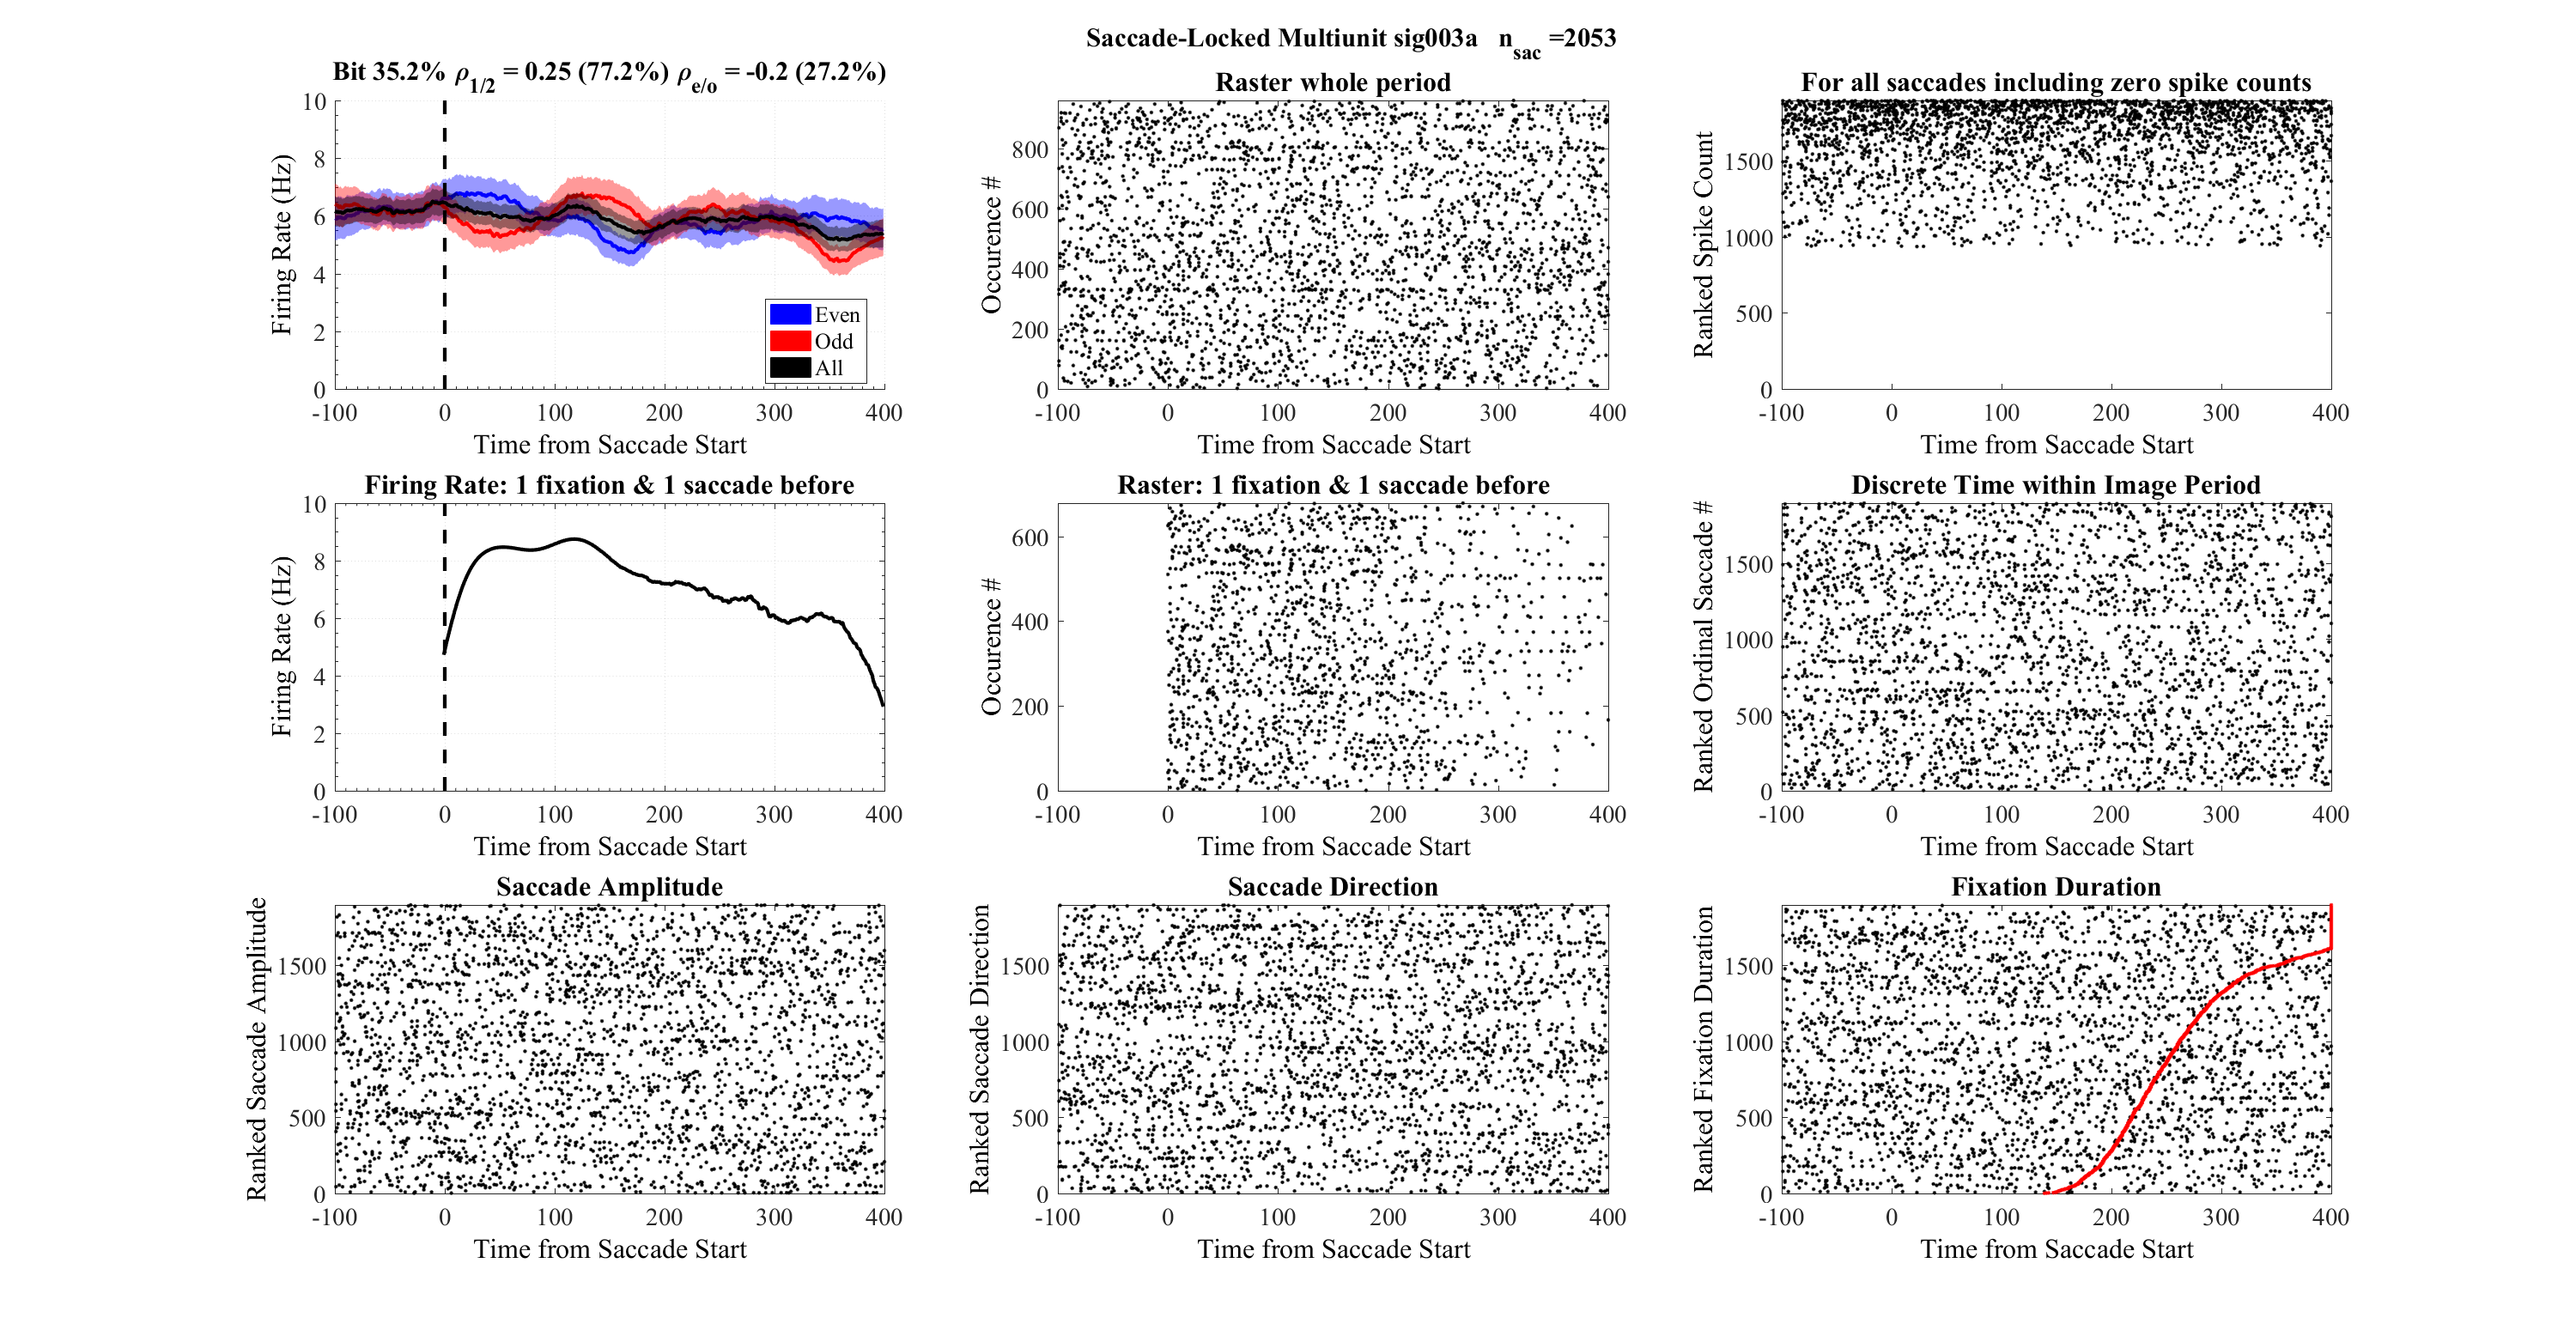 Saccade-Locked Multiunit sig003a n_sac =2053
Bit 35.2% ρ_1/2 = 0.25 (77.2%) ρ_e/o = -0.2 (27.2%)
Firing Rate (Hz)
10
8
6
4
2
0
Even
Odd
All
-100 0 100 200 300 400
Time from Saccade Start
Raster whole period
Occurence #
800
600
400
200
0
-100 0 100 200 300 400
Time from Saccade Start
For all saccades including zero spike counts
Ranked Spike Count
1500
1000
500
0
-100 0 100 200 300 400
Time from Saccade Start
Firing Rate: 1 fixation & 1 saccade before
Firing Rate (Hz)
10
8
6
4
2
0
-100 0 100 200 300 400
Time from Saccade Start
Raster: 1 fixation & 1 saccade before
Occurence #
600
400
200
0
-100 0 100 200 300 400
Time from Saccade Start
Discrete Time within Image Period
Ranked Ordinal Saccade #
1500
1000
500
0
-100 0 100 200 300 400
Time from Saccade Start
Saccade Amplitude
Ranked Saccade Amplitude
1500
1000
500
0
-100 0 100 200 300 400
Time from Saccade Start
Saccade Direction
Ranked Saccade Direction
1500
1000
500
0
-100 0 100 200 300 400
Time from Saccade Start
Fixation Duration
Ranked Fixation Duration
1500
1000
500
0
-100 0 100 200 300 400
Time from Saccade Start